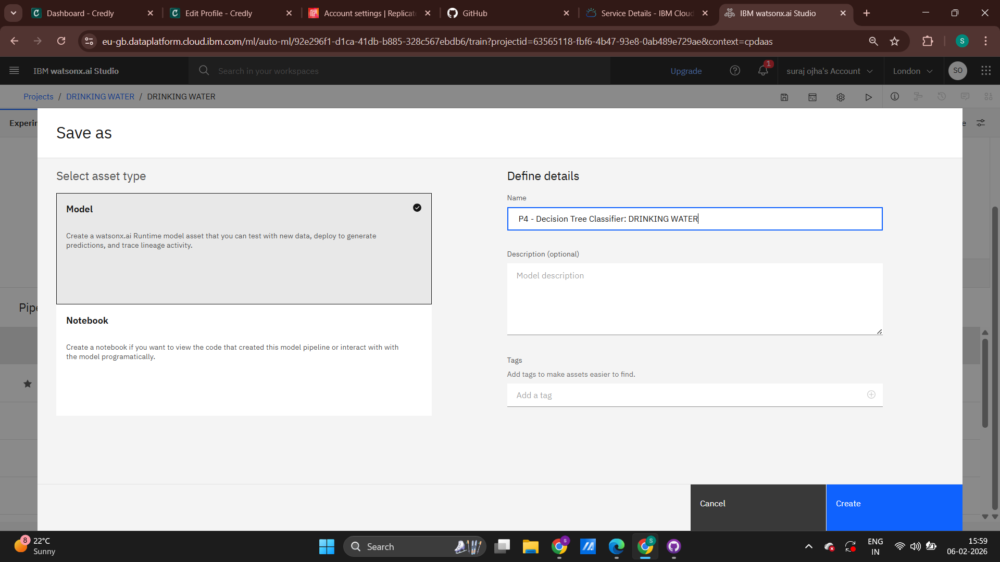 Dashboard - Credly
Edit Profile - Credly
Account settings | Replicate
GitHub
Service Details - IBM Cloud
IBM watsonx.ai Studio
eu-gb.dataplatform.cloud.ibm.com/ml/auto-ml/92e296f1-d1ca-41db-b885-328c567ebdb6/train?projectid=63565118-fbf6-4b47-93e8-0ab489e729ae&context=cpdaas
S
IBM watsonx.ai Studio
Search in your workspaces
Upgrade
1
suraj ojha's Account
London
SO
Projects / DRINKING WATER / DRINKING WATER
Experir
e
Save as
Select asset type
Define details
Model
Create a watsonx.ai Runtime model asset that you can test with new data, deploy to generate
predictions, and trace lineage activity.
Name
P4 - Decision Tree Classifier: DRINKING WATER
Description (optional)
Model description
Pipe
Notebook
Create a notebook if you want to view the code that created this model pipeline or interact with with
the model programatically.
Tags
Add tags to make assets easier to find.
Add a tag
Cancel
Create
8
22°C
Sunny
Search
S
S
ENG
IN
15:59
06-02-2026